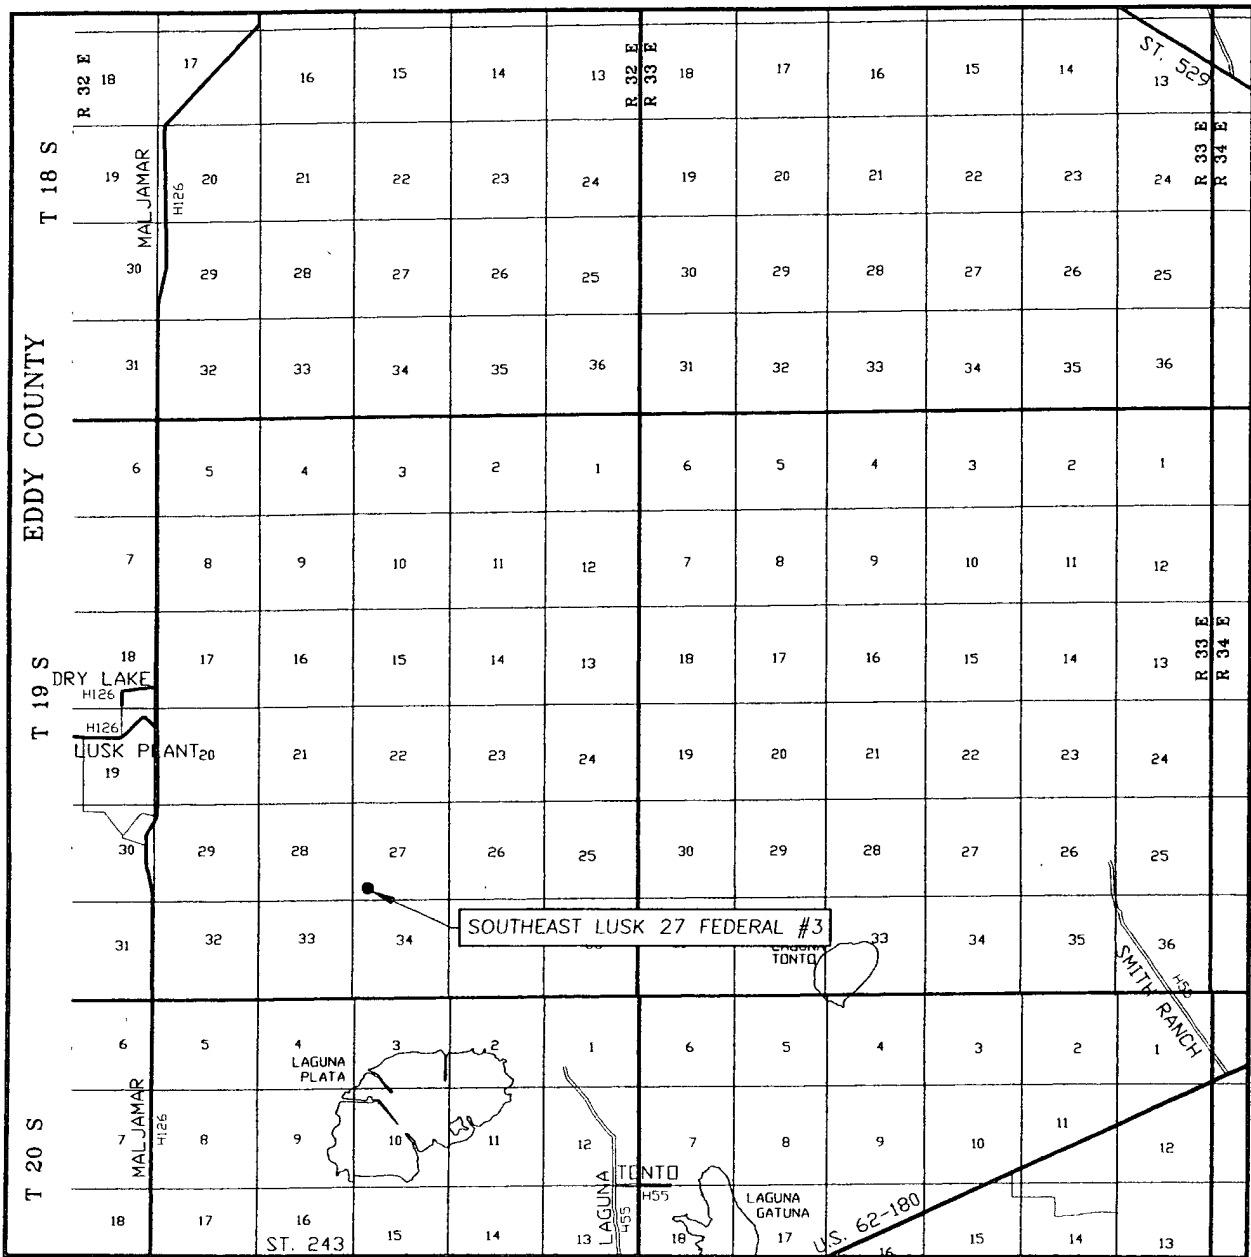 ST. 529
R 32 E
18 17 16 15 14 13
R 32 E
R 33 E
18 17 16 15 14 13
T 18 S
MALJAMAR
H126
19 20 21 22 23 24 19 20 21 22 23 24
R 33 E
R 34 E
30 29 28 27 26 25 30 29 28 27 26 25
31 32 33 34 35 36 31 32 33 34 35 36
EDDY COUNTY
6 5 4 3 2 1 6 5 4 3 2 1
7 8 9 10 11 12 7 8 9 10 11 12
T 19 S
18 17 16 15 14 13 18 17 16 15 14 13
R 33 E
R 34 E
DRY LAKE
H126
H126
LUSK PLANT
19 20 21 22 23 24 19 20 21 22 23 24
30 29 28 27 26 25 30 29 28 27 26 25
SOUTHEAST LUSK 27 FEDERAL #3
31 32 33 34 33 34 35 36
LAGUNA
TONTO
SMITH RANCH
6 5 4 3 2 1 6 5 4 3 2 1
LAGUNA
PLATA
T 20 S
MALJAMAR
H126
7 8 9 10 11 12 7 8 9 10 11 12
LAGUNA TONTO
H55
H55
LAGUNA
GATUNA
U.S. 62-180
18 17 16 15 14 13 18 17 16 15 14 13
ST. 243